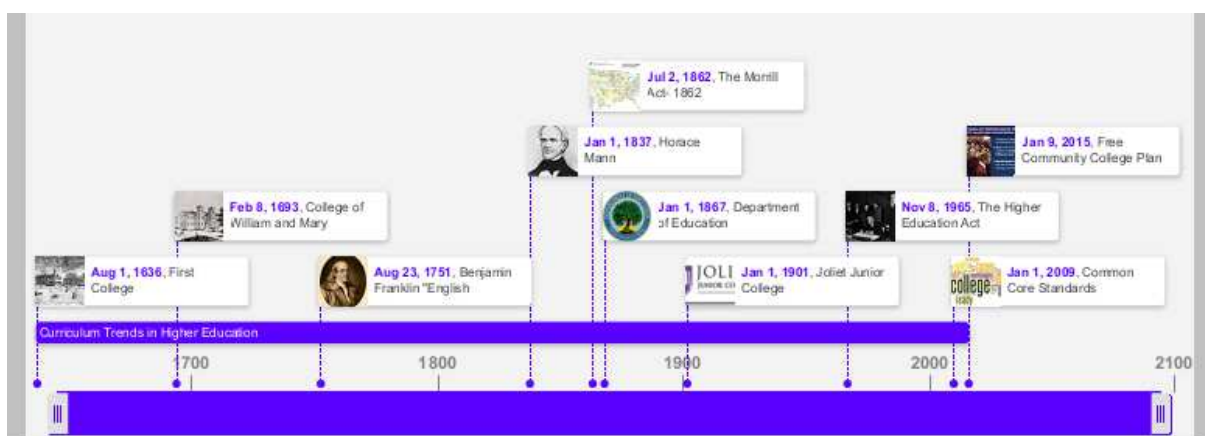 Jul 2, 1862, The Morrill
Act- 1862
Jan 1, 1837, Horace
Mann
Jan 9, 2015, Free
Community College Plan
Feb 8, 1693, College of
William and Mary
Jan 1, 1867, Department
of Education
Nov 8, 1965, The Higher
Education Act
Aug 1, 1636, First
College
Aug 23, 1751, Benjamin
Franklin "English
JOLI
JUNIOR CO
Jan 1, 1901, Joliet Junior
College
college
Jan 1, 2009, Common
Core Standards
Curriculum Trends in Higher Education
1700 1800 1900 2000 2100